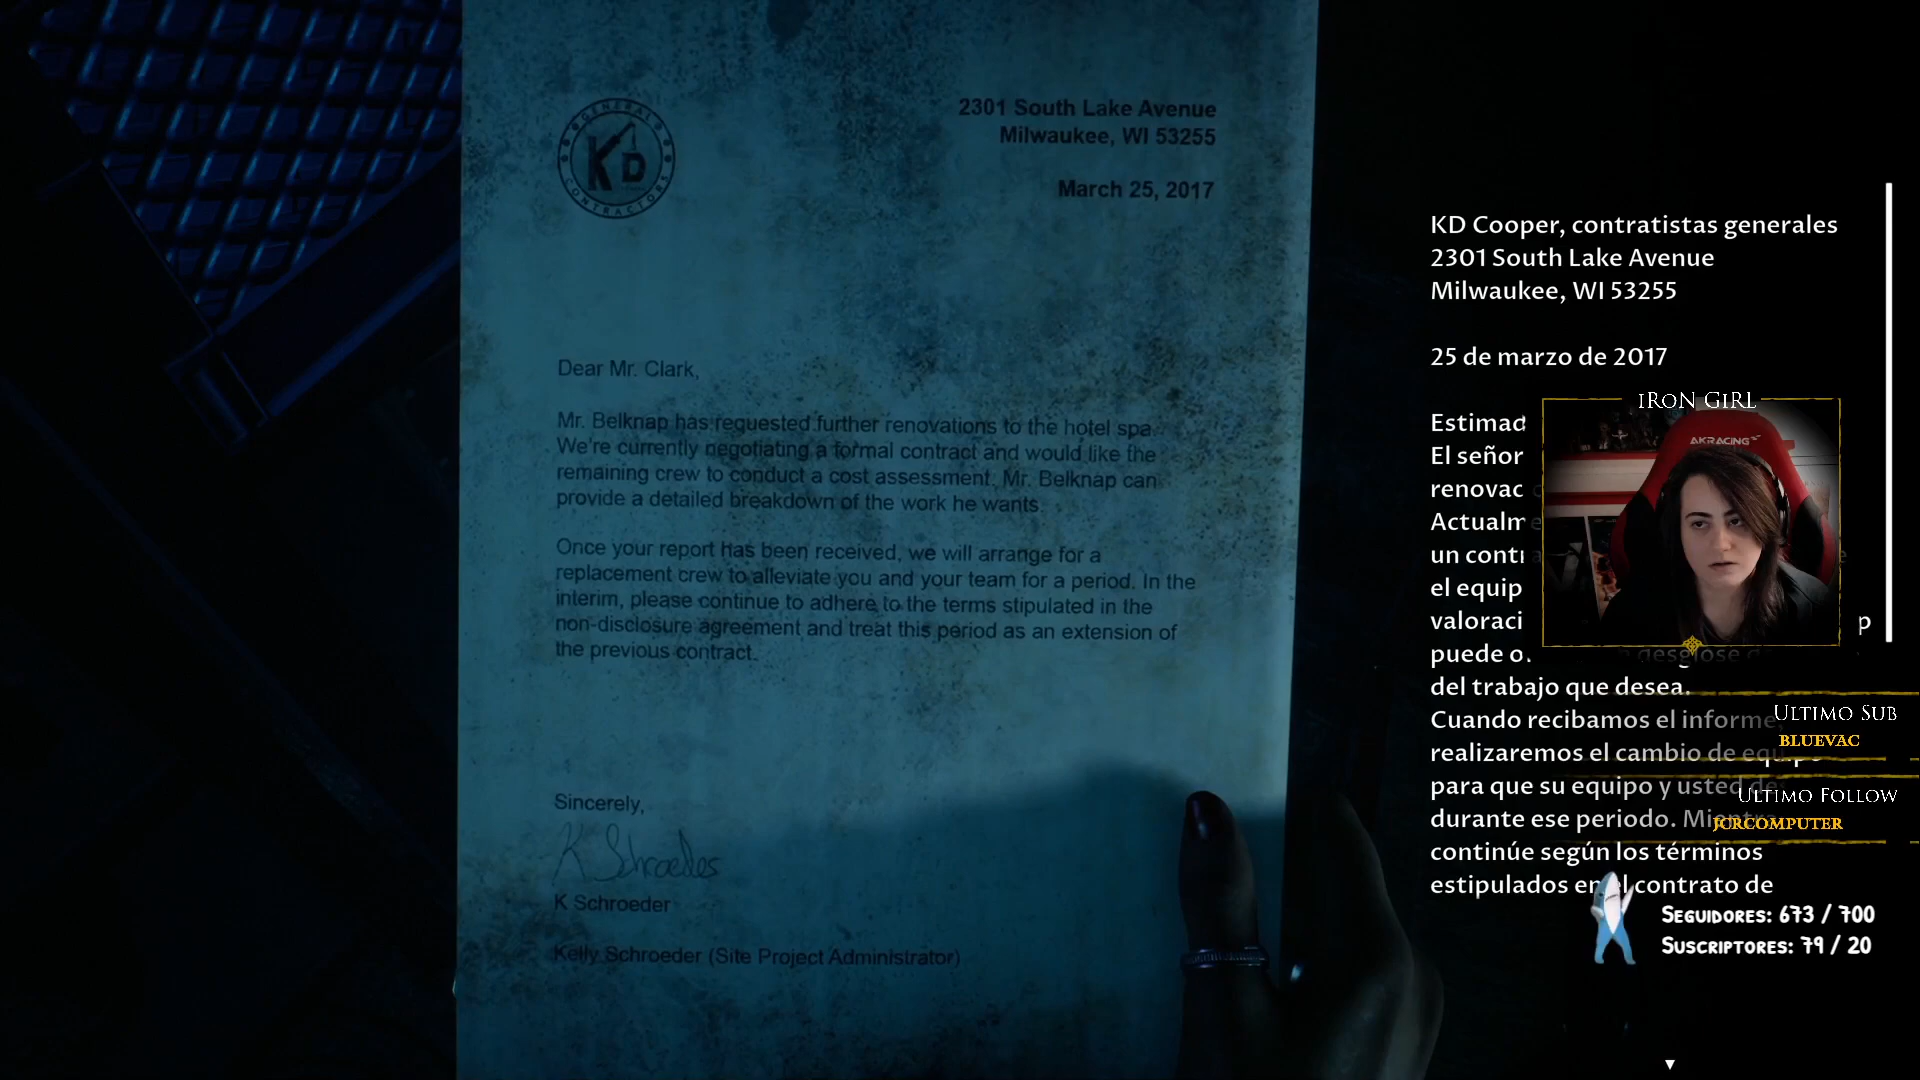 GENERAL
KD
CONTRACTORS
2301 South Lake Avenue
Milwaukee, WI 53255
March 25, 2017
Dear Mr. Clark,
Mr. Belknap has requested further renovations to the hotel spa.
We're currently negotiating a formal contract and would like the
remaining crew to conduct a cost assessment. Mr. Belknap can
provide a detailed breakdown of the work he wants.
Once your report has been received, we will arrange for a
replacement crew to alleviate you and your team for a period. In the
interim, please continue to adhere to the terms stipulated in the
non-disclosure agreement and treat this period as an extension of
the previous contract.
Sincerely,
K Schroeder
K Schroeder
Kelly Schroeder (Site Project Administrator)
KD Cooper, contratistas generales
2301 South Lake Avenue
Milwaukee, WI 53255
25 de marzo de 2017
El señor
el
puede desglose
del trabajo que desea.
Cuando recibamos el informe,
realizaremos el cambio de equipo
para que su equipo y usted
durante ese periodo.
continúe según los términos
estipulados en el contrato de
iRON GIRL
AKRACING
ULTIMO SUB
BLUEVAC
ULTIMO FOLLOW
JCRCOMPUTER
SEGUIDORES: 673 / 700
SUSCRIPTORES: 79 / 20